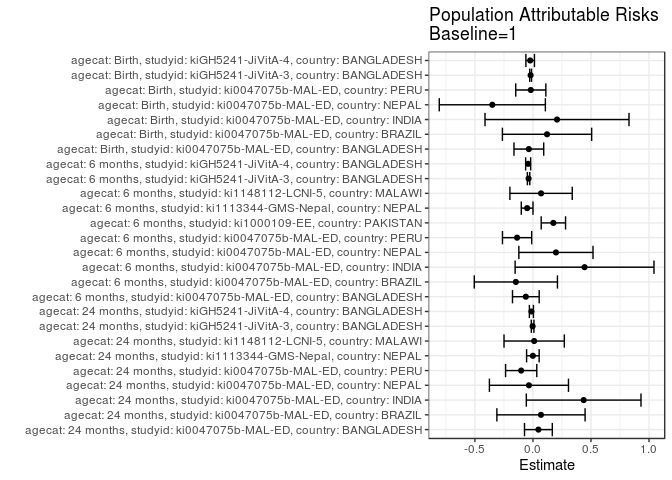 Population Attributable Risks
Baseline=1
agecat: Birth, studyid: kiGH5241-JiVitA-4, country: BANGLADESH
agecat: Birth, studyid: kiGH5241-JiVitA-3, country: BANGLADESH
agecat: Birth, studyid: ki0047075b-MAL-ED, country: PERU
agecat: Birth, studyid: ki0047075b-MAL-ED, country: NEPAL
agecat: Birth, studyid: ki0047075b-MAL-ED, country: INDIA
agecat: Birth, studyid: ki0047075b-MAL-ED, country: BRAZIL
agecat: Birth, studyid: ki0047075b-MAL-ED, country: BANGLADESH
agecat: 6 months, studyid: kiGH5241-JiVitA-4, country: BANGLADESH
agecat: 6 months, studyid: kiGH5241-JiVitA-3, country: BANGLADESH
agecat: 6 months, studyid: ki1148112-LCNI-5, country: MALAWI
agecat: 6 months, studyid: ki1113344-GMS-Nepal, country: NEPAL
agecat: 6 months, studyid: ki1000109-EE, country: PAKISTAN
agecat: 6 months, studyid: ki0047075b-MAL-ED, country: PERU
agecat: 6 months, studyid: ki0047075b-MAL-ED, country: NEPAL
agecat: 6 months, studyid: ki0047075b-MAL-ED, country: INDIA
agecat: 6 months, studyid: ki0047075b-MAL-ED, country: BRAZIL
agecat: 6 months, studyid: ki0047075b-MAL-ED, country: BANGLADESH
agecat: 24 months, studyid: kiGH5241-JiVitA-4, country: BANGLADESH
agecat: 24 months, studyid: kiGH5241-JiVitA-3, country: BANGLADESH
agecat: 24 months, studyid: ki1148112-LCNI-5, country: MALAWI
agecat: 24 months, studyid: ki1113344-GMS-Nepal, country: NEPAL
agecat: 24 months, studyid: ki0047075b-MAL-ED, country: PERU
agecat: 24 months, studyid: ki0047075b-MAL-ED, country: NEPAL
agecat: 24 months, studyid: ki0047075b-MAL-ED, country: INDIA
agecat: 24 months, studyid: ki0047075b-MAL-ED, country: BRAZIL
agecat: 24 months, studyid: ki0047075b-MAL-ED, country: BANGLADESH
-0.5 0.0 0.5 1.0
Estimate